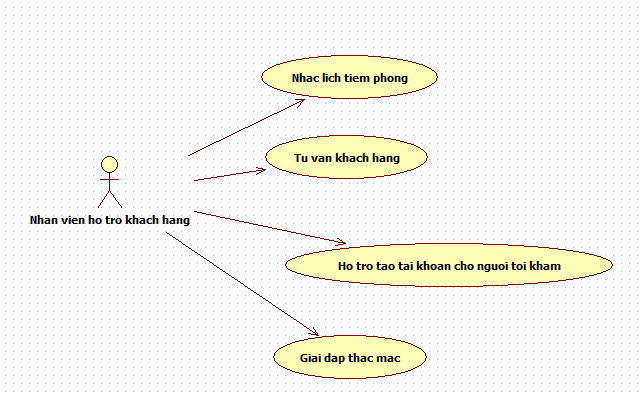 Nhac lich tiem phong
Tu van khach hang
Nhan vien ho tro khach hang
Ho tro tao tai khoan cho nguoi toi kham
Giai dap thac mac